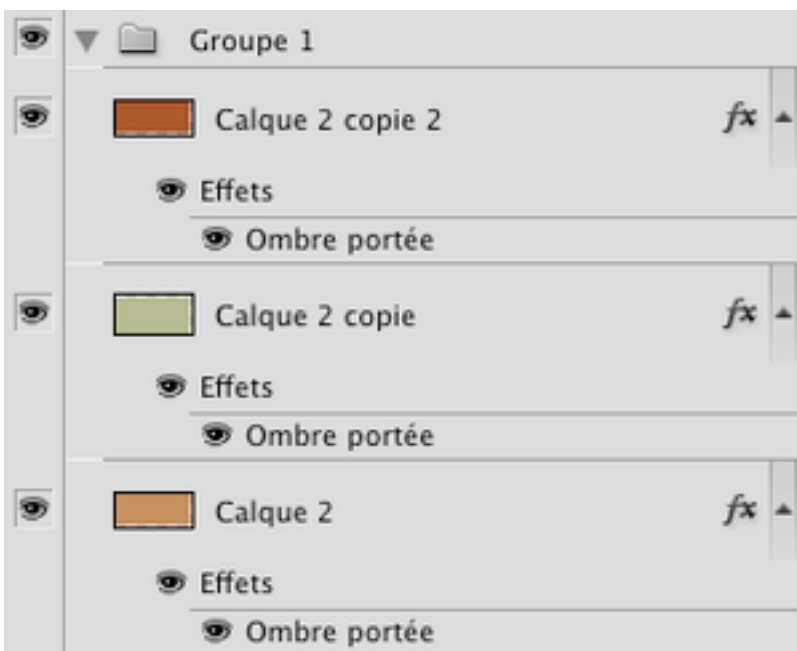 Groupe 1
Calque 2 copie 2 fx
Effets
Ombre portée
Calque 2 copie fx
Effets
Ombre portée
Calque 2 fx
Effets
Ombre portée